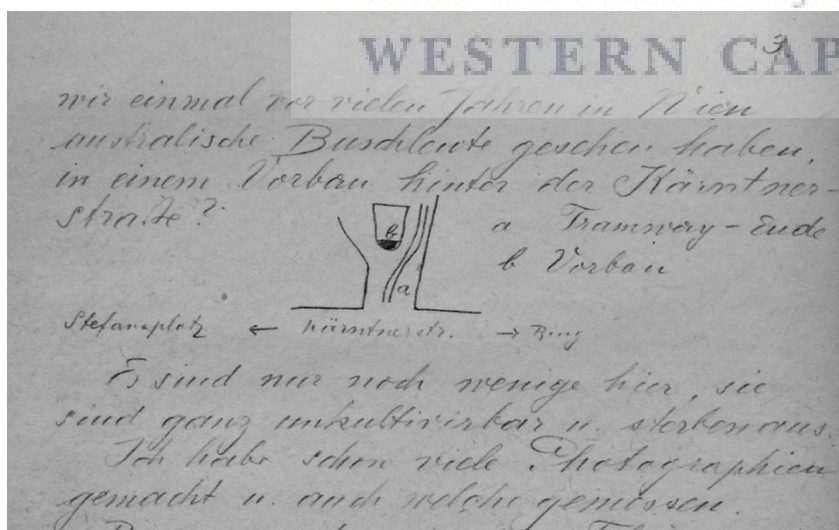 WESTERN CAP
3
wir einmal vor vielen Jahren in Wien
australische Buschleute gesehen haben,
in einem Vorbau hinter der Kärntner-
straße?
a Tramway-Ende
b Vorbau
b
a
Stefansplatz ← Kärntnerstr. → Ring
Es sind nur noch wenige hier, sie
sind ganz unkultivirbar u. sterben aus.
Ich habe schon viele Photographien
gemacht u. auch welche gemessen.